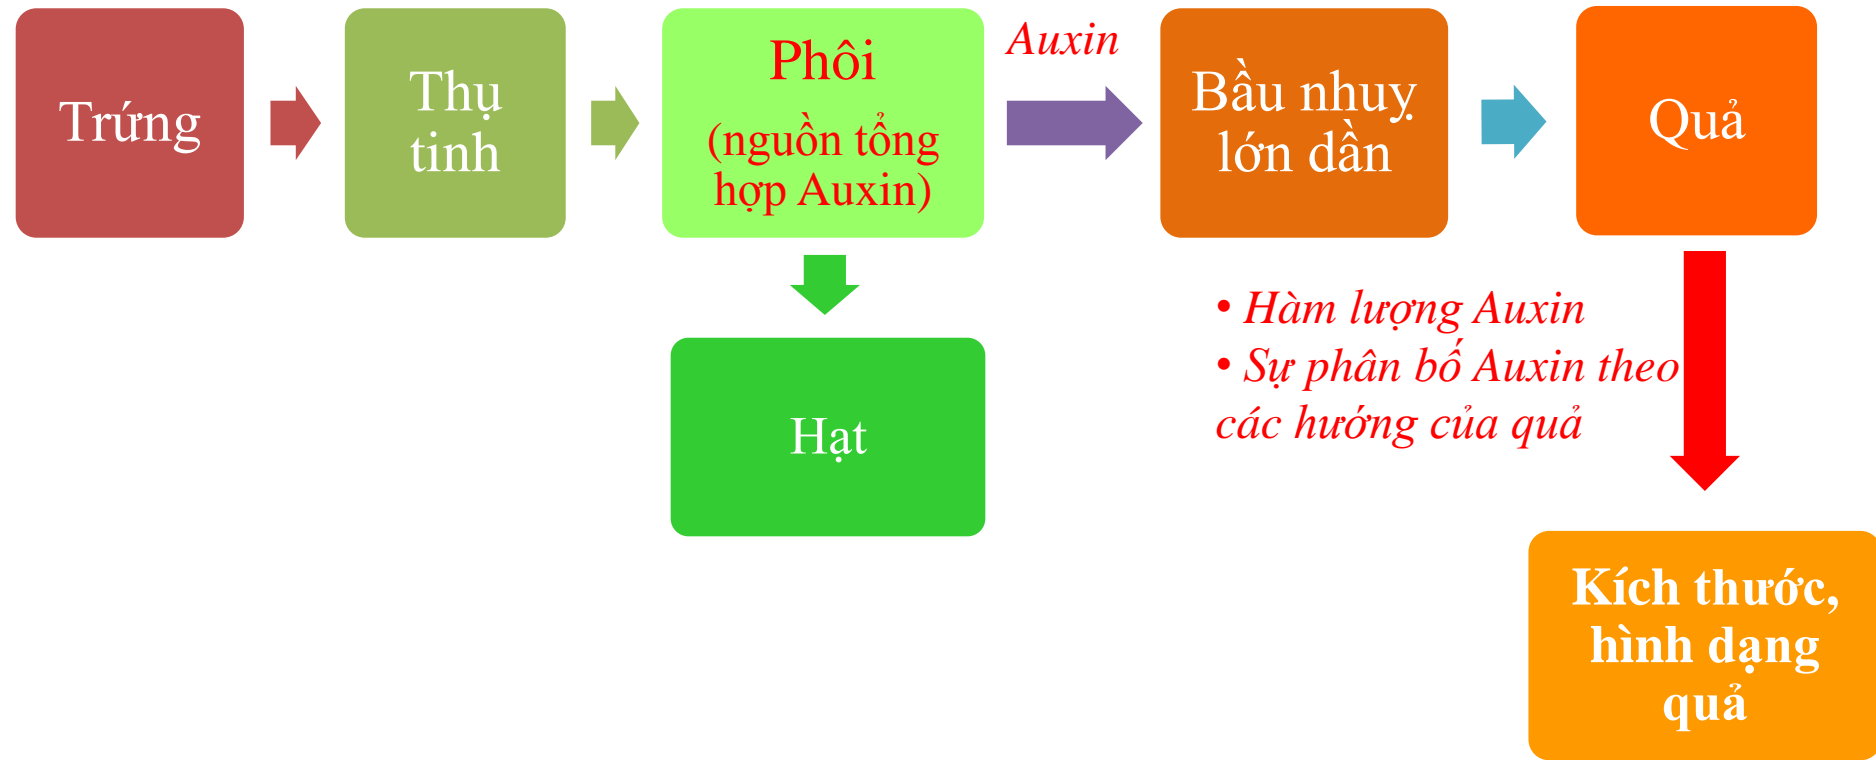 Trứng
Thụ
tinh
Phôi
(nguồn tổng
hợp Auxin)
Auxin
Bầu nhuỵ
lớn dần
Quả
Hạt
• Hàm lượng Auxin
• Sự phân bố Auxin theo
các hướng của quả
Kích thước,
hình dạng
quả